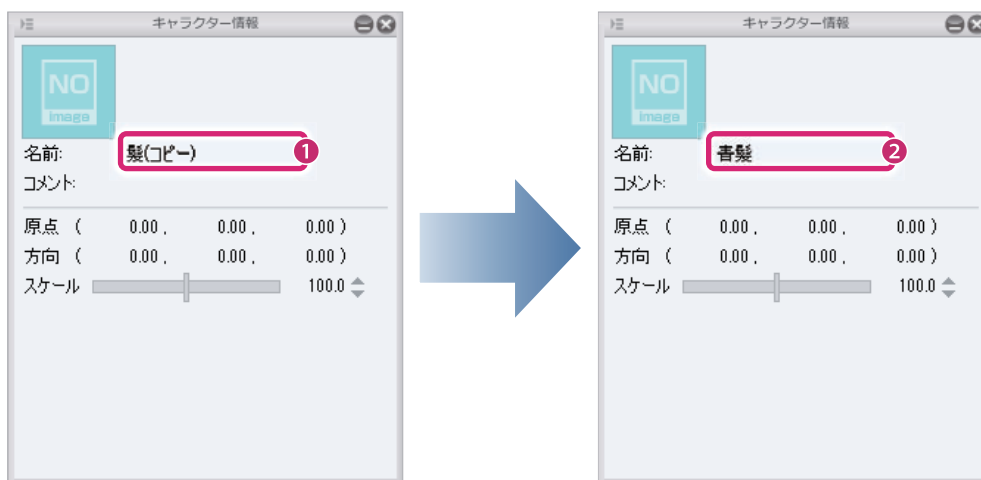 キャラクター情報
NO
image
名前: 髪(コピー) ❶
コメント:
原点 ( 0.00 , 0.00 , 0.00 )
方向 ( 0.00 , 0.00 , 0.00 )
スケール 100.0
キャラクター情報
NO
image
名前: 青髪 ❷
コメント:
原点 ( 0.00 , 0.00 , 0.00 )
方向 ( 0.00 , 0.00 , 0.00 )
スケール 100.0